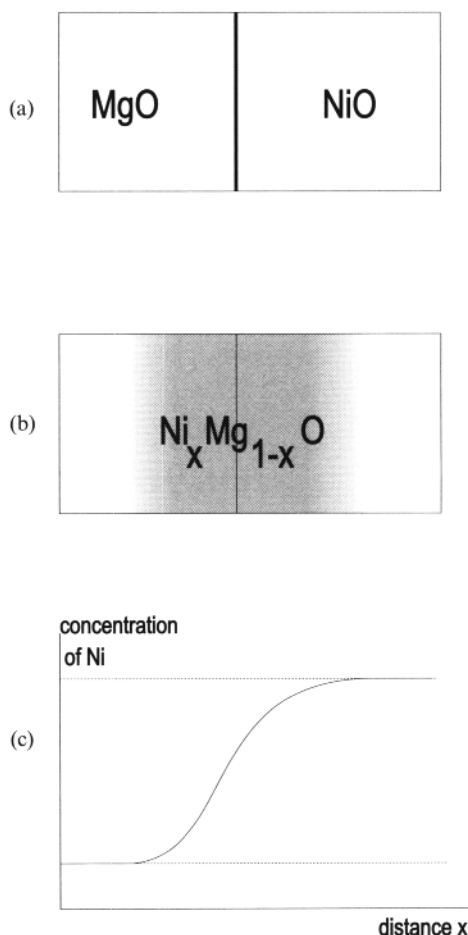 (a)
MgO
NiO
(b)
NiₓMg₁₋ₓO
concentration
of Ni
(c)
distance x